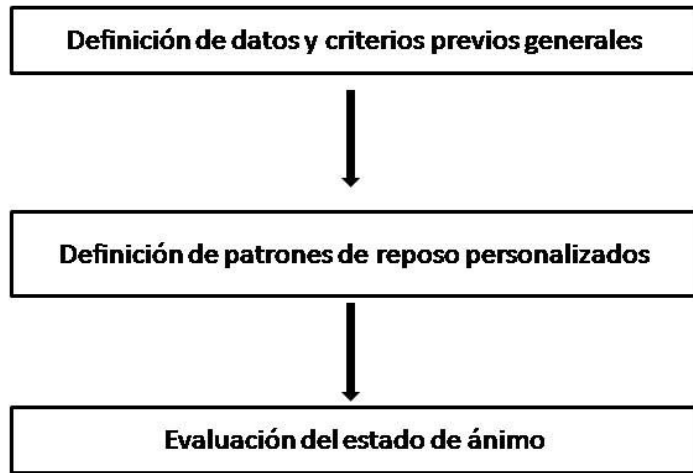 Definición de datos y criterios previos generales
Definición de patrones de reposo personalizados
Evaluación del estado de ánimo